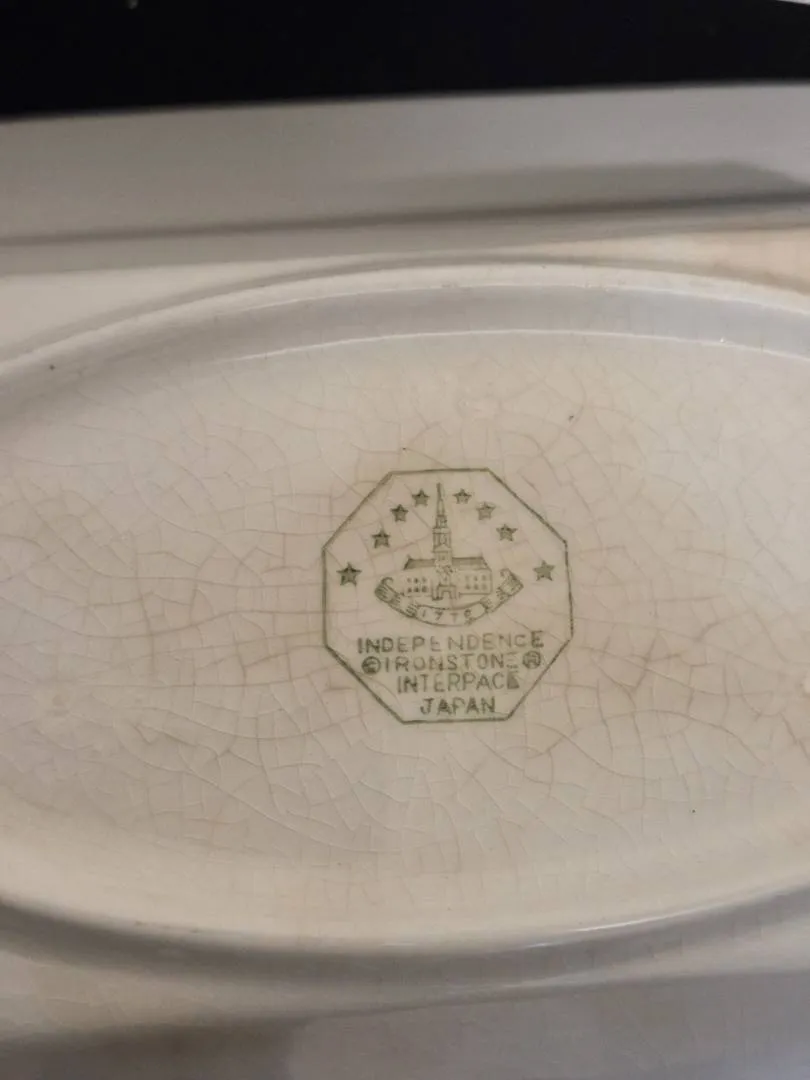 1776
INDEPENDENCE
IRONSTONE ®
INTERPACE
JAPAN